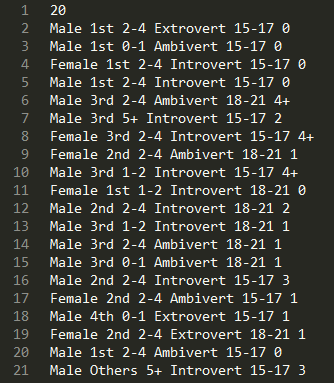 1 20
2 Male 1st 2-4 Extrovert 15-17 0
3 Male 1st 0-1 Ambivert 15-17 0
4 Female 1st 2-4 Introvert 15-17 0
5 Male 1st 2-4 Introvert 15-17 0
6 Male 3rd 2-4 Ambivert 18-21 4+
7 Male 3rd 5+ Introvert 15-17 2
8 Female 3rd 2-4 Introvert 15-17 4+
9 Female 2nd 2-4 Ambivert 18-21 1
10 Male 3rd 1-2 Introvert 15-17 4+
11 Female 1st 1-2 Introvert 18-21 0
12 Male 2nd 2-4 Introvert 18-21 2
13 Male 3rd 1-2 Introvert 18-21 1
14 Male 3rd 2-4 Ambivert 18-21 1
15 Male 3rd 0-1 Ambivert 18-21 1
16 Male 2nd 2-4 Introvert 15-17 3
17 Female 2nd 2-4 Ambivert 15-17 1
18 Male 4th 0-1 Extrovert 15-17 1
19 Female 2nd 2-4 Extrovert 18-21 1
20 Male 1st 2-4 Ambivert 15-17 0
21 Male Others 5+ Introvert 15-17 3